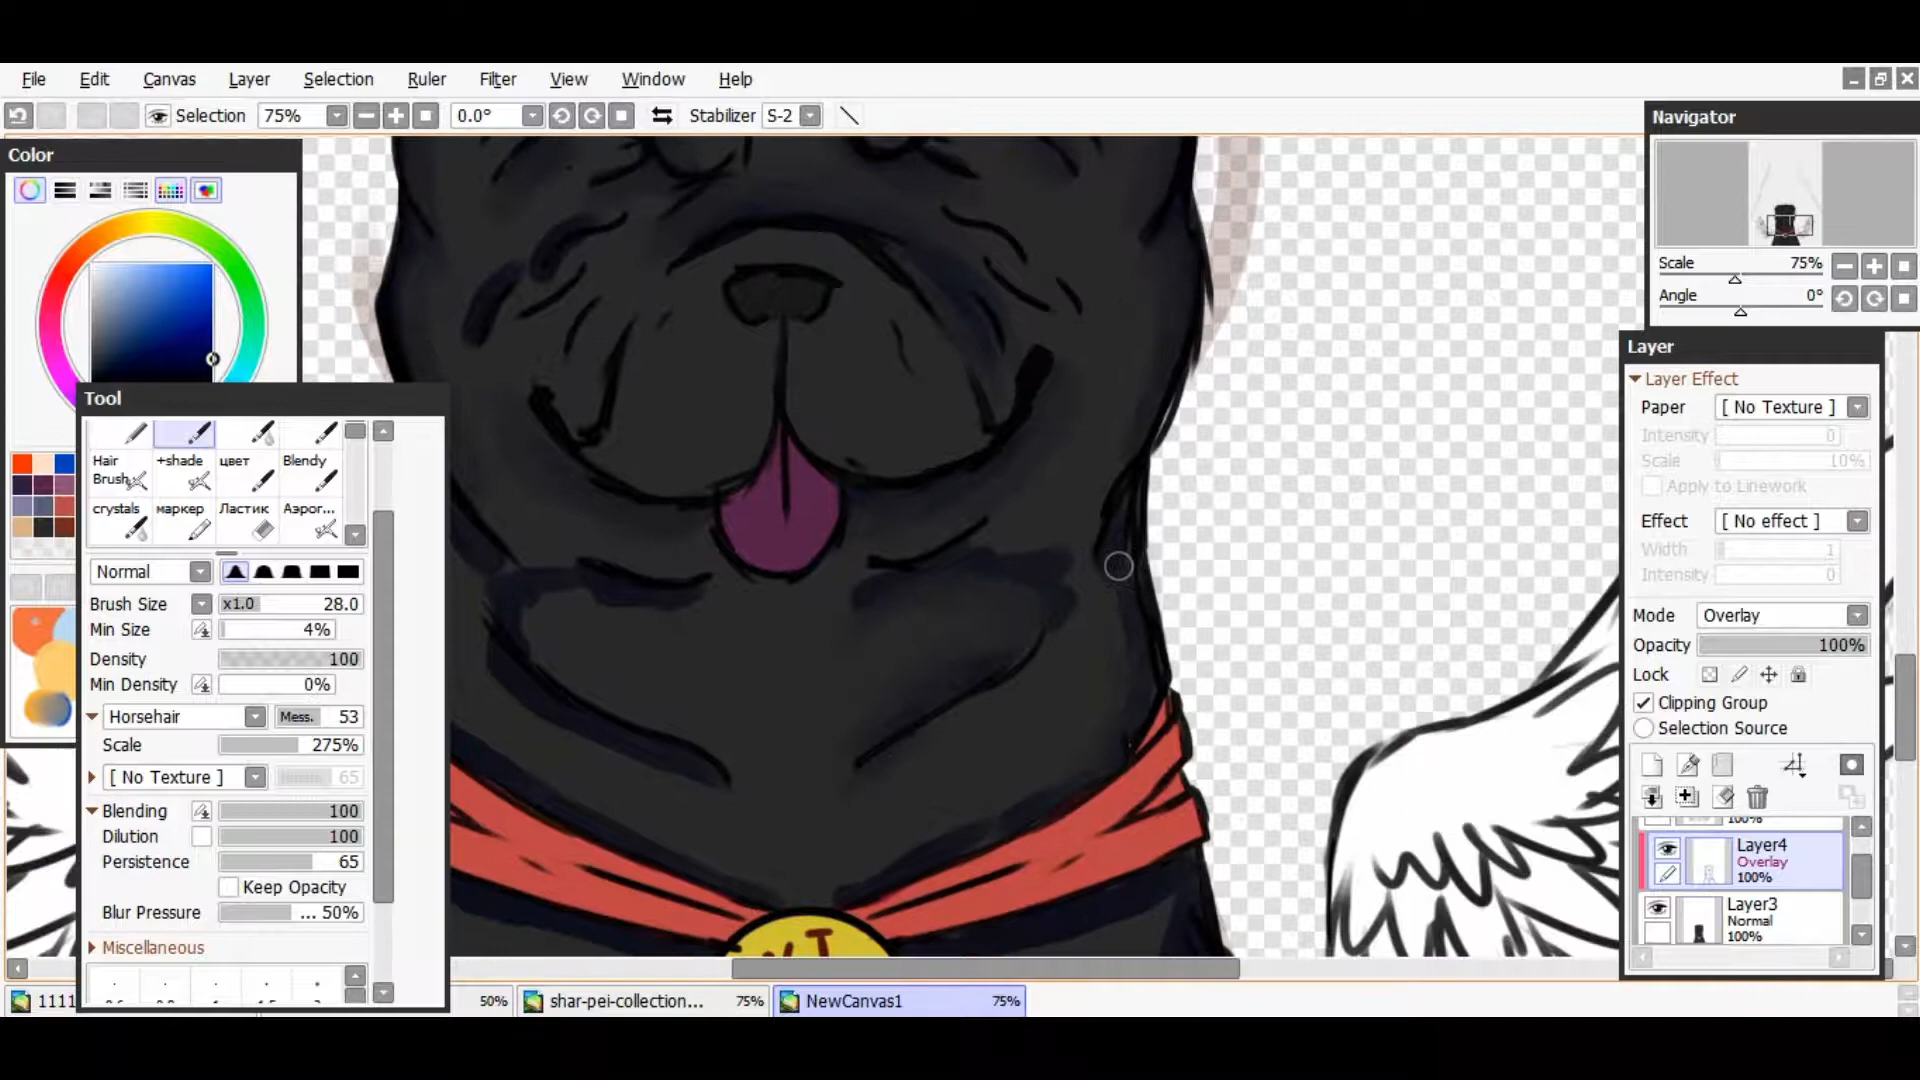 File Edit Canvas Layer Selection Ruler Filter View Window Help
Selection 75% 0.0° Stabilizer S-2
Color
Navigator
Scale 75%
Angle 0°
Tool
Hair Brush +shade цвет Blendy
crystals маркер Ластик Аэрог...
Normal
Brush Size x1.0 28.0
Min Size 4%
Density 100
Min Density 0%
Horsehair Mess. 53
Scale 275%
[ No Texture ] 65
Blending 100
Dilution 100
Persistence 65
Keep Opacity
Blur Pressure ... 50%
Miscellaneous
Layer
Layer Effect
Paper [ No Texture ]
Intensity 0
Scale 10%
Apply to Linework
Effect [ No effect ]
Width 1
Intensity 0
Mode Overlay
Opacity 100%
Lock
Clipping Group
Selection Source
100%
Layer4
Overlay
100%
Layer3
Normal
100%
1111 50% shar-pei-collection... 75% NewCanvas1 75%